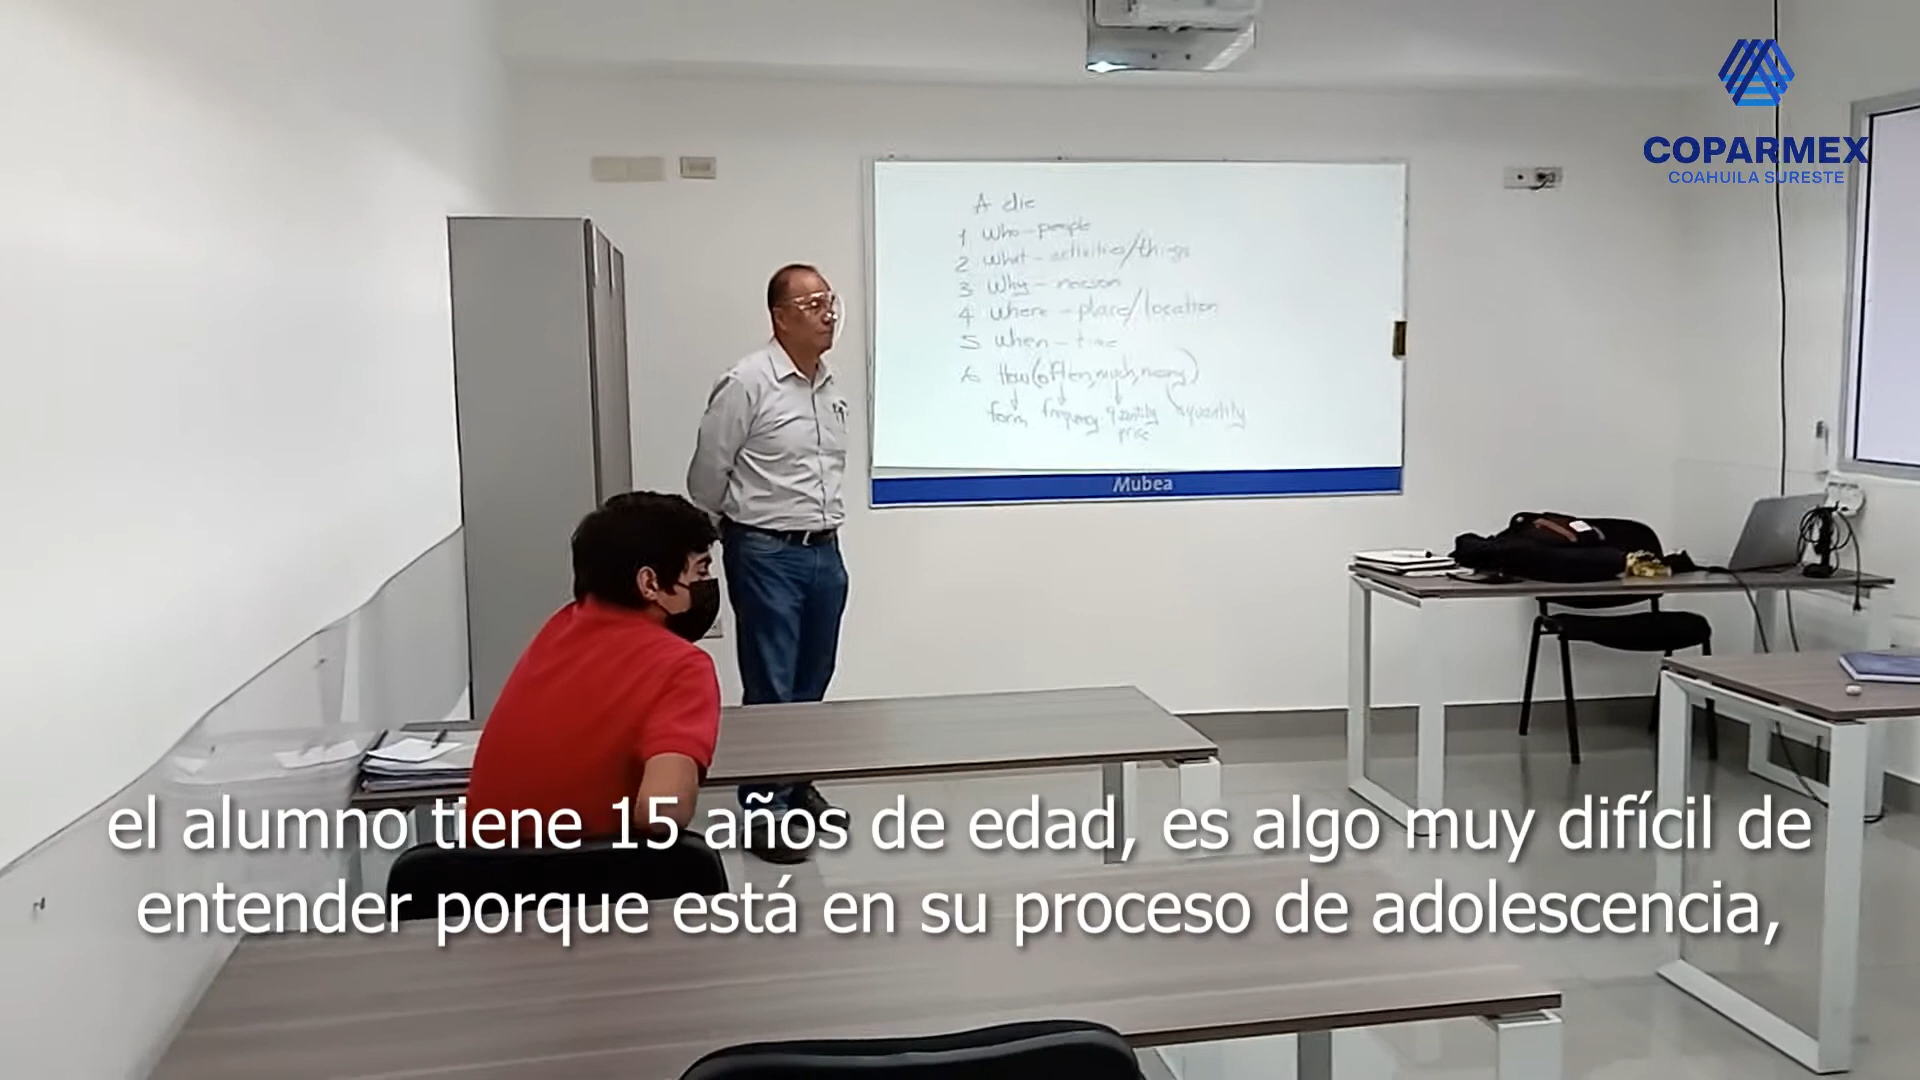 COPARMEX
COAHUILA SURESTE
A die
1 Who - people
2 What - activities/things
3 Why - reason
4 Where - place/location
5 When - time
6 How (often, much, many)
form frequency quantity quantity
price
Mubea
el alumno tiene 15 años de edad, es algo muy difícil de
entender porque está en su proceso de adolescencia,